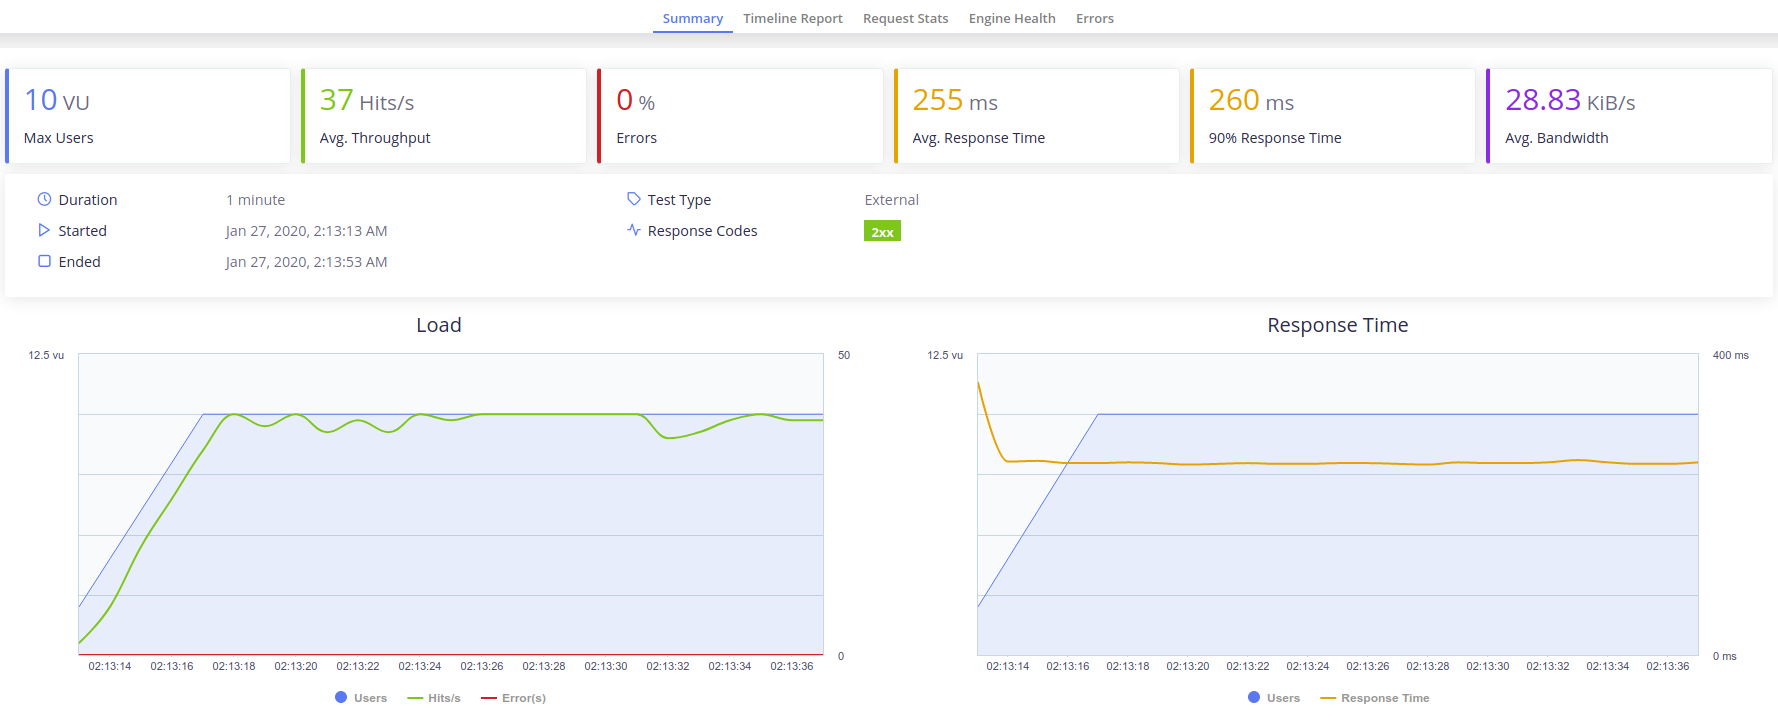 Summary Timeline Report Request Stats Engine Health Errors
10 VU 37 Hits/s 0 % 255 ms 260 ms 28.83 KiB/s
Max Users Avg. Throughput Errors Avg. Response Time 90% Response Time Avg. Bandwidth
Duration 1 minute Test Type External
Started Jan 27, 2020, 2:13:13 AM Response Codes 2xx
Ended Jan 27, 2020, 2:13:53 AM
Load
12.5 vu 50
0
02:13:14 02:13:16 02:13:18 02:13:20 02:13:22 02:13:24 02:13:26 02:13:28 02:13:30 02:13:32 02:13:34 02:13:36
Users Hits/s Error(s)
Response Time
12.5 vu 400 ms
0 ms
02:13:14 02:13:16 02:13:18 02:13:20 02:13:22 02:13:24 02:13:26 02:13:28 02:13:30 02:13:32 02:13:34 02:13:36
Users Response Time